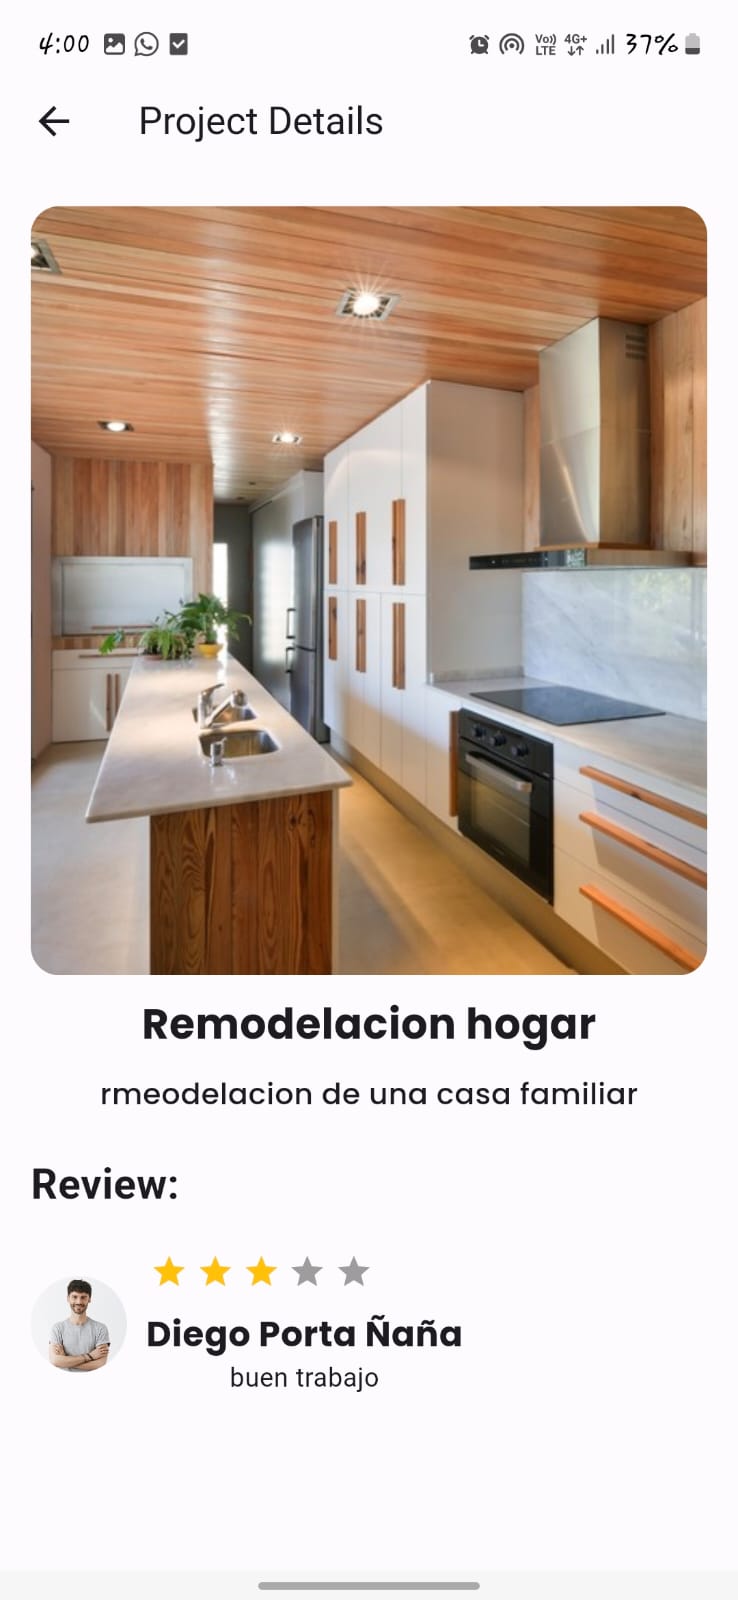 4:00 Vo)) LTE 4G+ 37%
Project Details
Remodelacion hogar
rmeodelacion de una casa familiar
Review:
Diego Porta Ñaña
buen trabajo